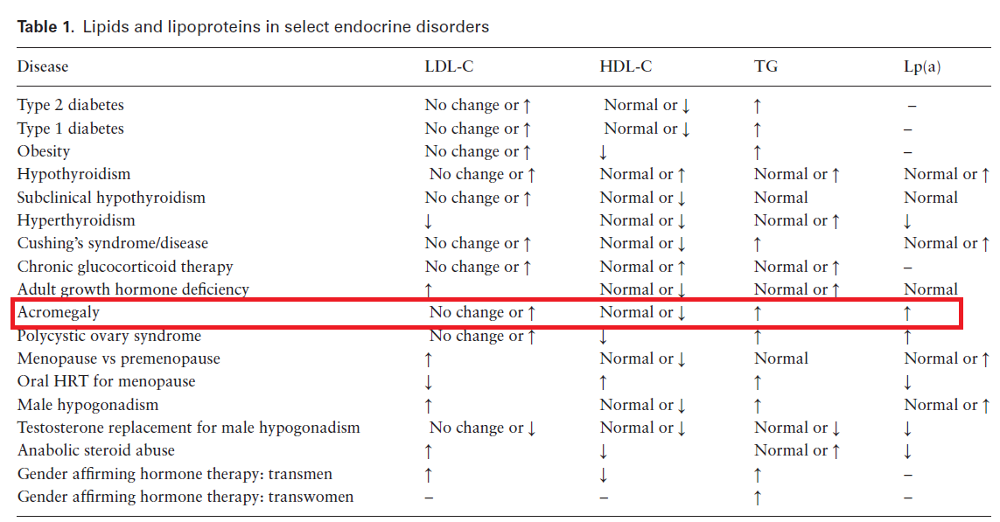 Table 1. Lipids and lipoproteins in select endocrine disorders
Disease LDL-C HDL-C TG Lp(a)
Type 2 diabetes No change or ↑ Normal or ↓ ↑ –
Type 1 diabetes No change or ↑ Normal or ↓ ↑ –
Obesity No change or ↑ ↓ ↑ –
Hypothyroidism No change or ↑ Normal or ↑ Normal or ↑ Normal or ↑
Subclinical hypothyroidism No change or ↑ Normal or ↓ Normal Normal
Hyperthyroidism ↓ Normal or ↓ Normal or ↑ ↓
Cushing’s syndrome/disease No change or ↑ Normal or ↓ ↑ Normal or ↑
Chronic glucocorticoid therapy No change or ↑ Normal or ↑ Normal or ↑ –
Adult growth hormone deficiency ↑ Normal or ↓ Normal or ↑ Normal
Acromegaly No change or ↑ Normal or ↓ ↑ ↑
Polycystic ovary syndrome No change or ↑ ↓ ↑ ↑
Menopause vs premenopause ↑ Normal or ↓ Normal Normal or ↑
Oral HRT for menopause ↓ ↑ ↑ ↓
Male hypogonadism ↑ Normal or ↓ ↑ Normal or ↑
Testosterone replacement for male hypogonadism No change or ↓ Normal or ↓ Normal or ↓ ↓
Anabolic steroid abuse ↑ ↓ Normal or ↑ ↓
Gender affirming hormone therapy: transmen ↑ ↓ ↑ –
Gender affirming hormone therapy: transwomen – – ↑ –